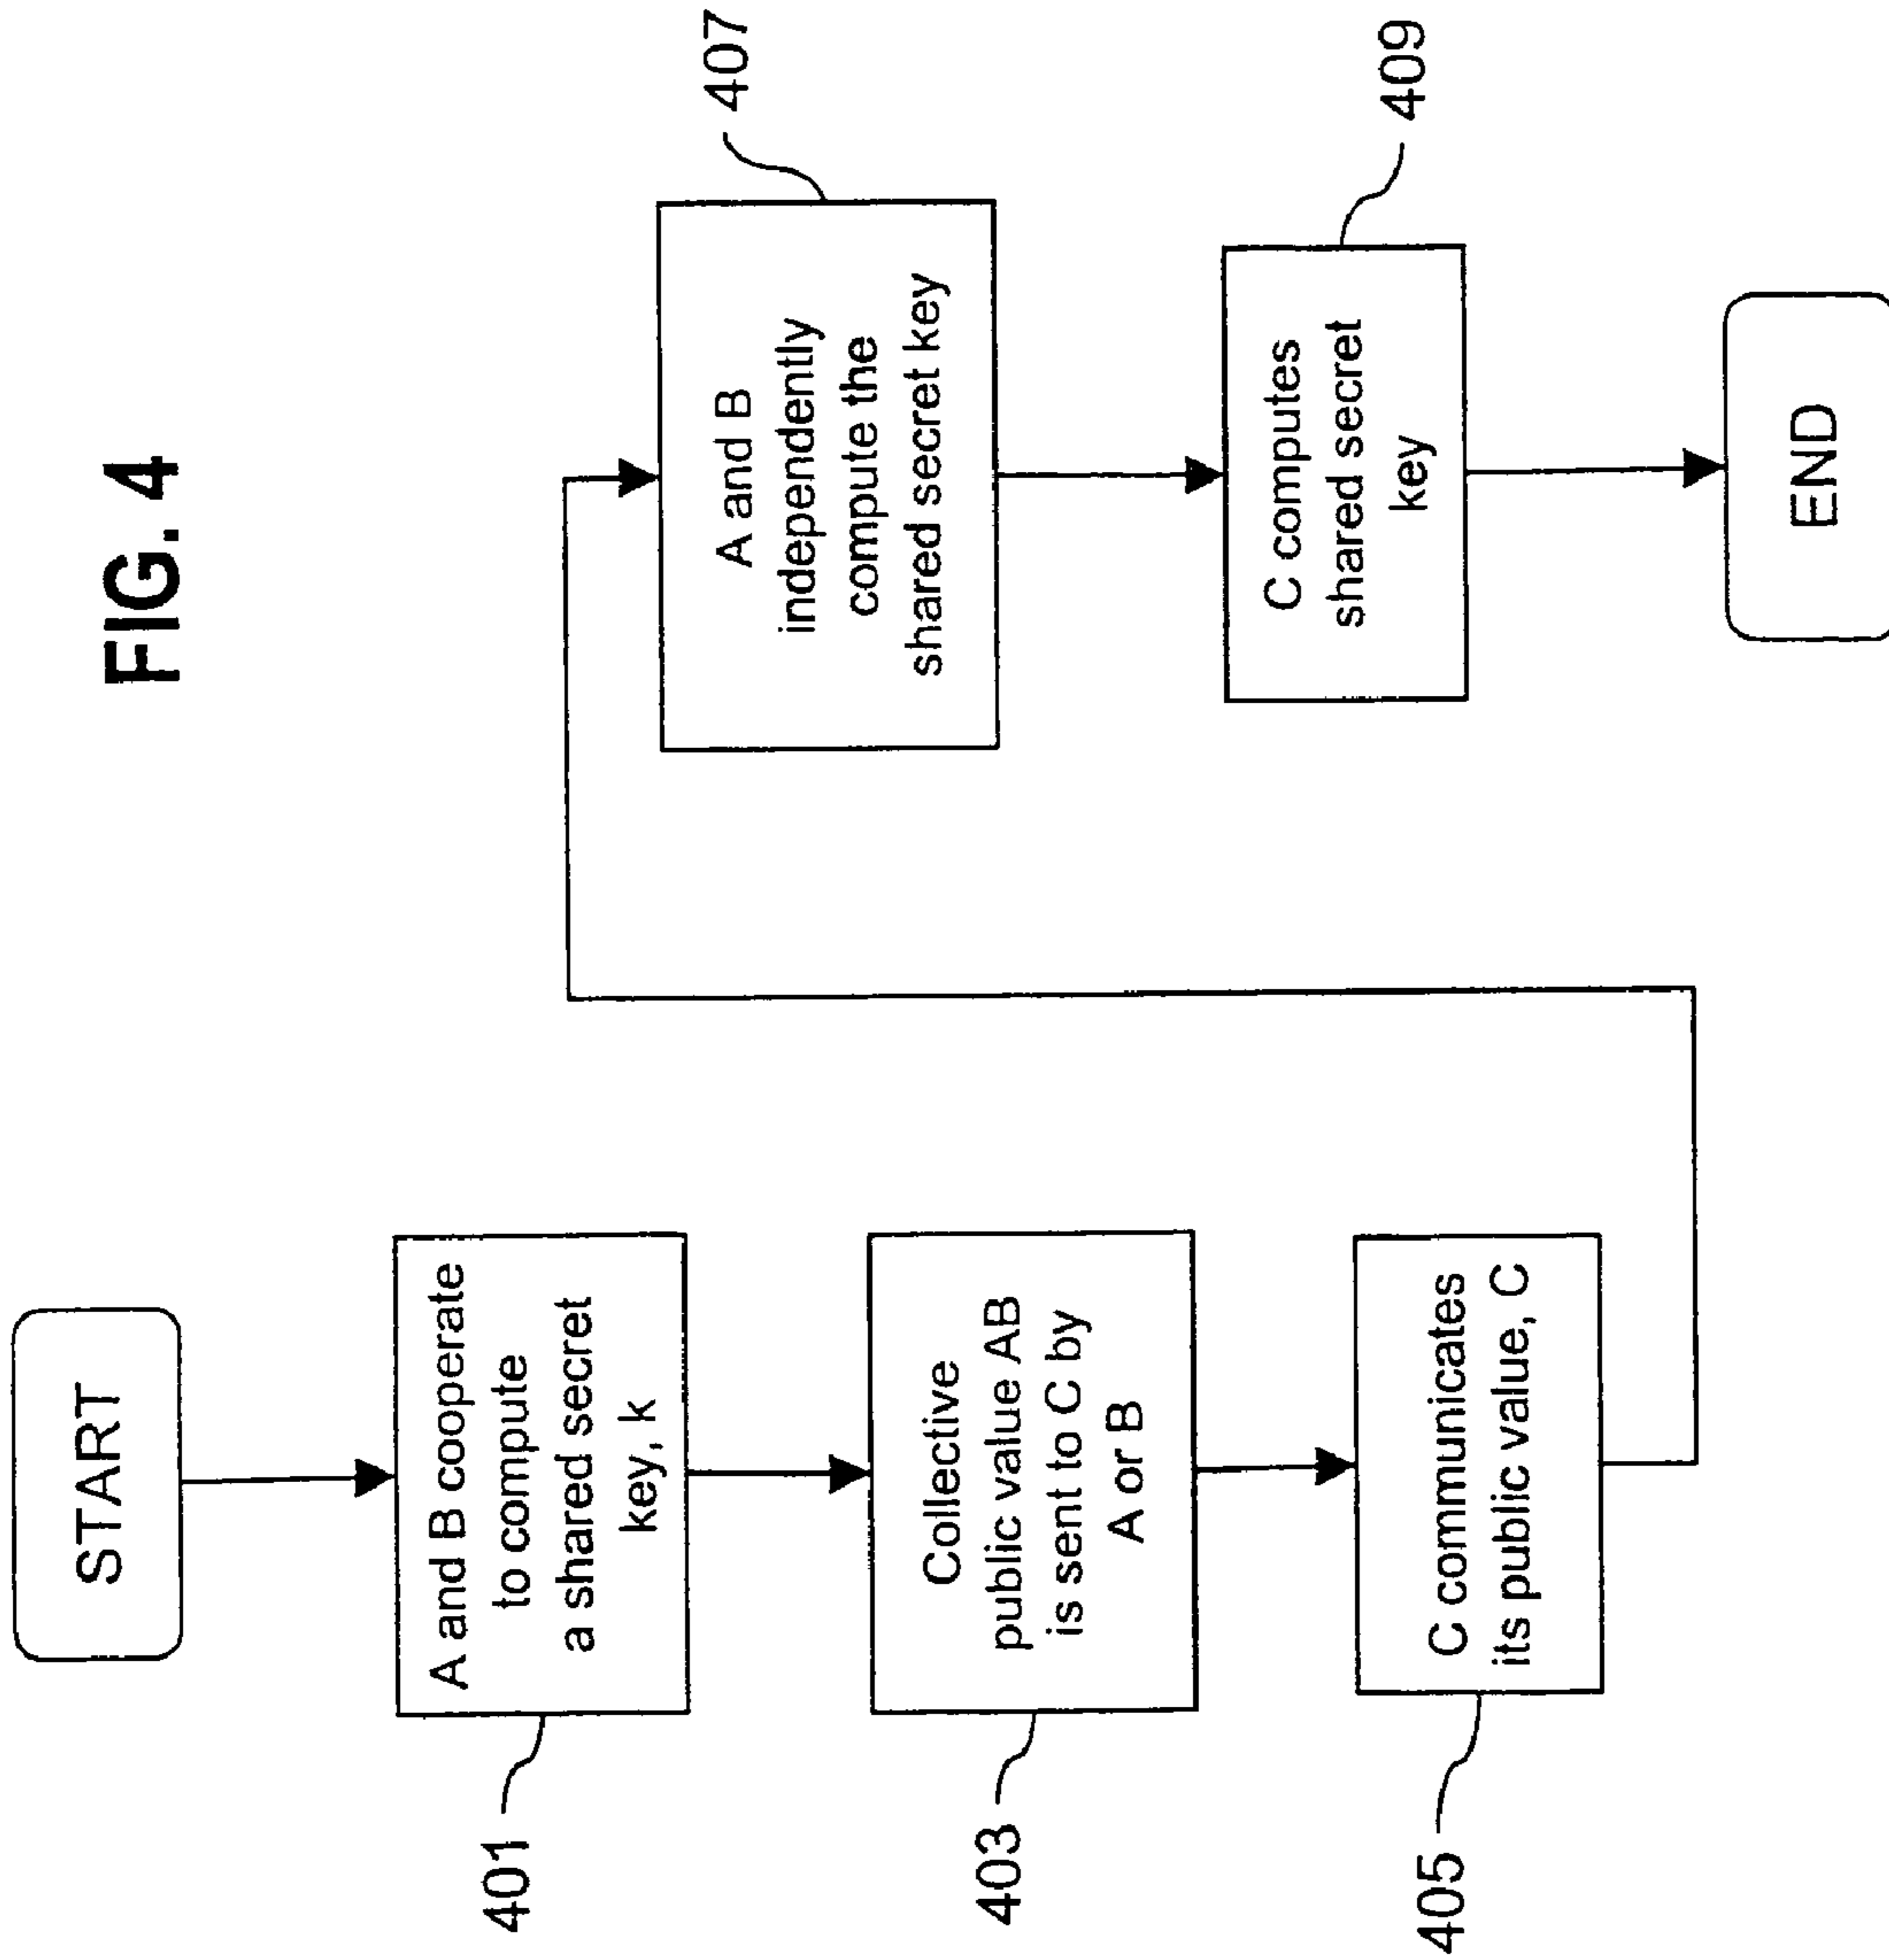 FIG. 4
START
401
A and B cooperate
to compute
a shared secret
key, k
403
Collective
public value AB
is sent to C by
A or B
405
C communicates
its public value, C
407
A and B
independently
compute the
shared secret key
409
C computes
shared secret
key
END